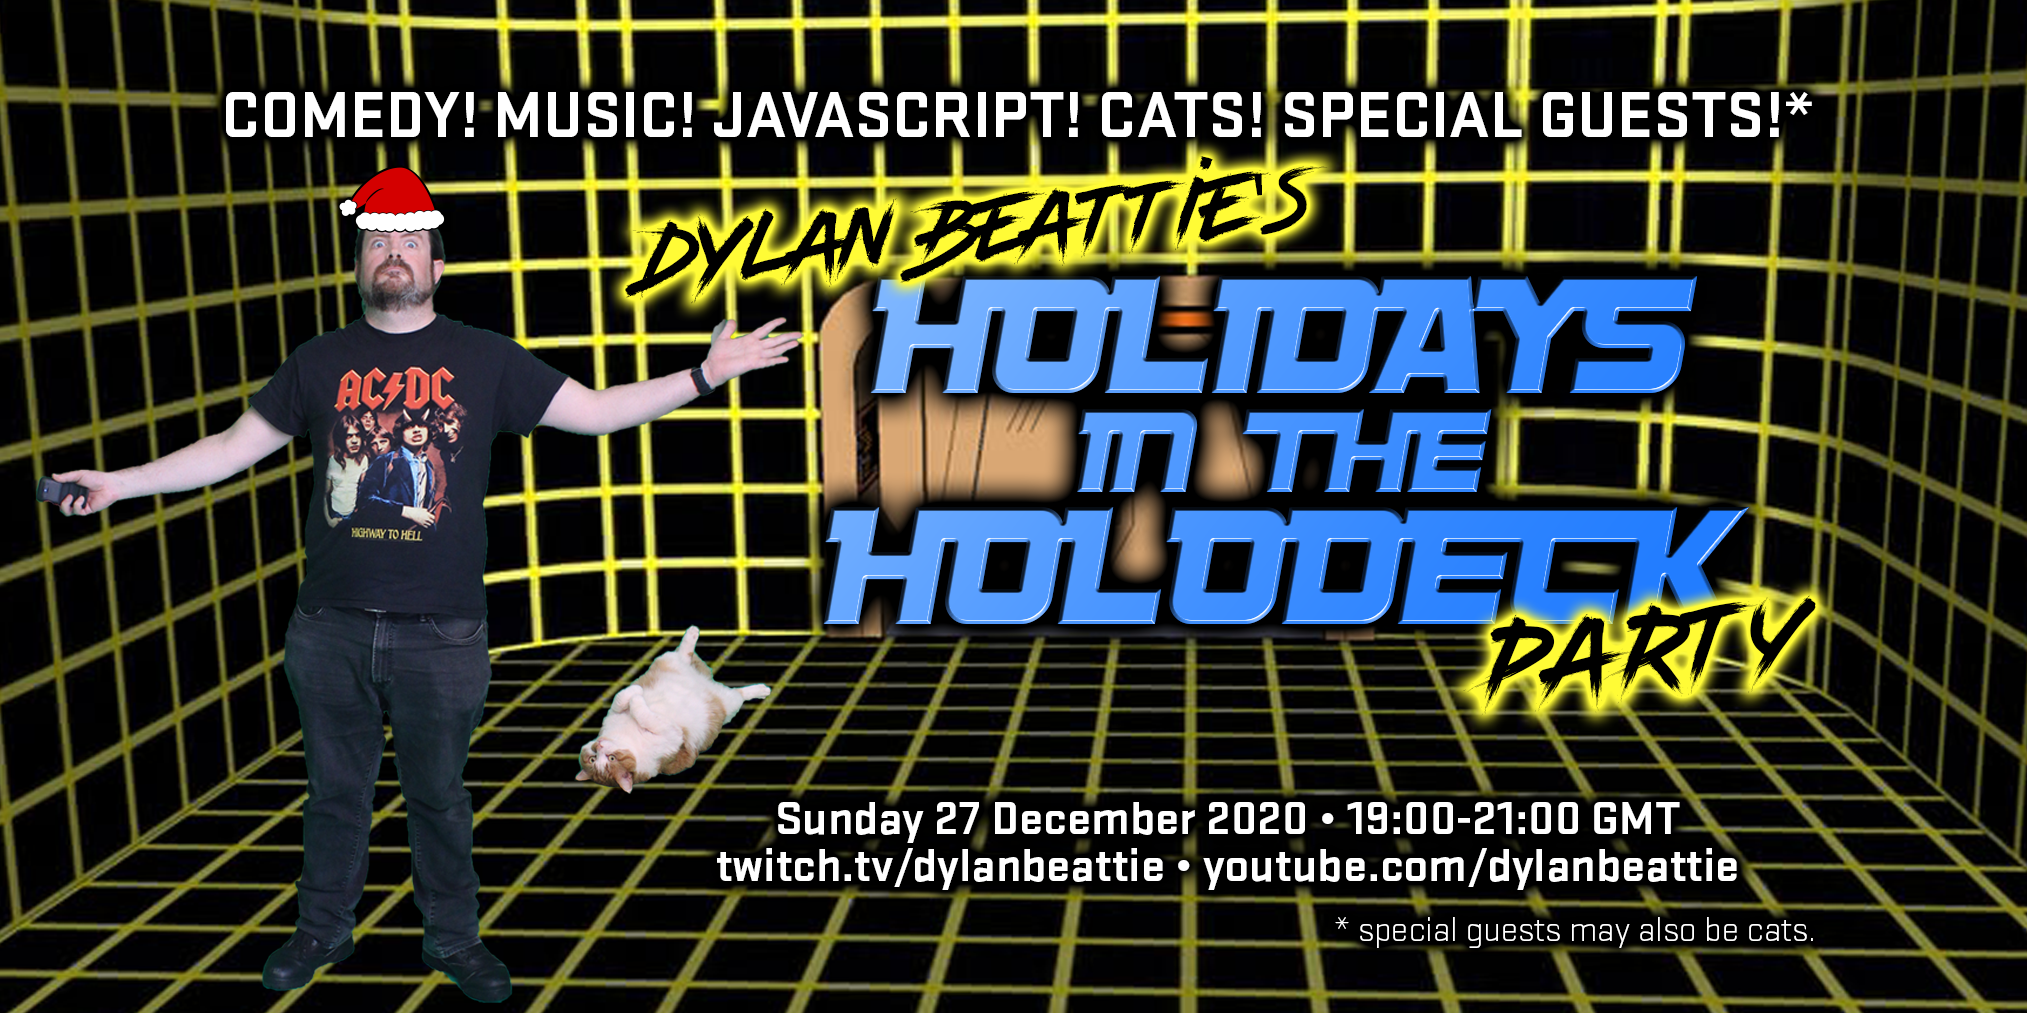 COMEDY! MUSIC! JAVASCRIPT! CATS! SPECIAL GUESTS!*
DYLAN BEATTIE'S
HOLIDAYS
IN THE
HOLODECK
PARTY
AC⚡DC
HIGHWAY TO HELL
Sunday 27 December 2020 • 19:00-21:00 GMT
twitch.tv/dylanbeattie • youtube.com/dylanbeattie
* special guests may also be cats.